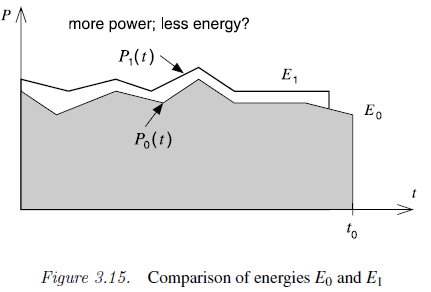 P
more power; less energy?
P₁(t)
E₁
E₀
P₀(t)
t
t₀
Figure 3.15. Comparison of energies E₀ and E₁